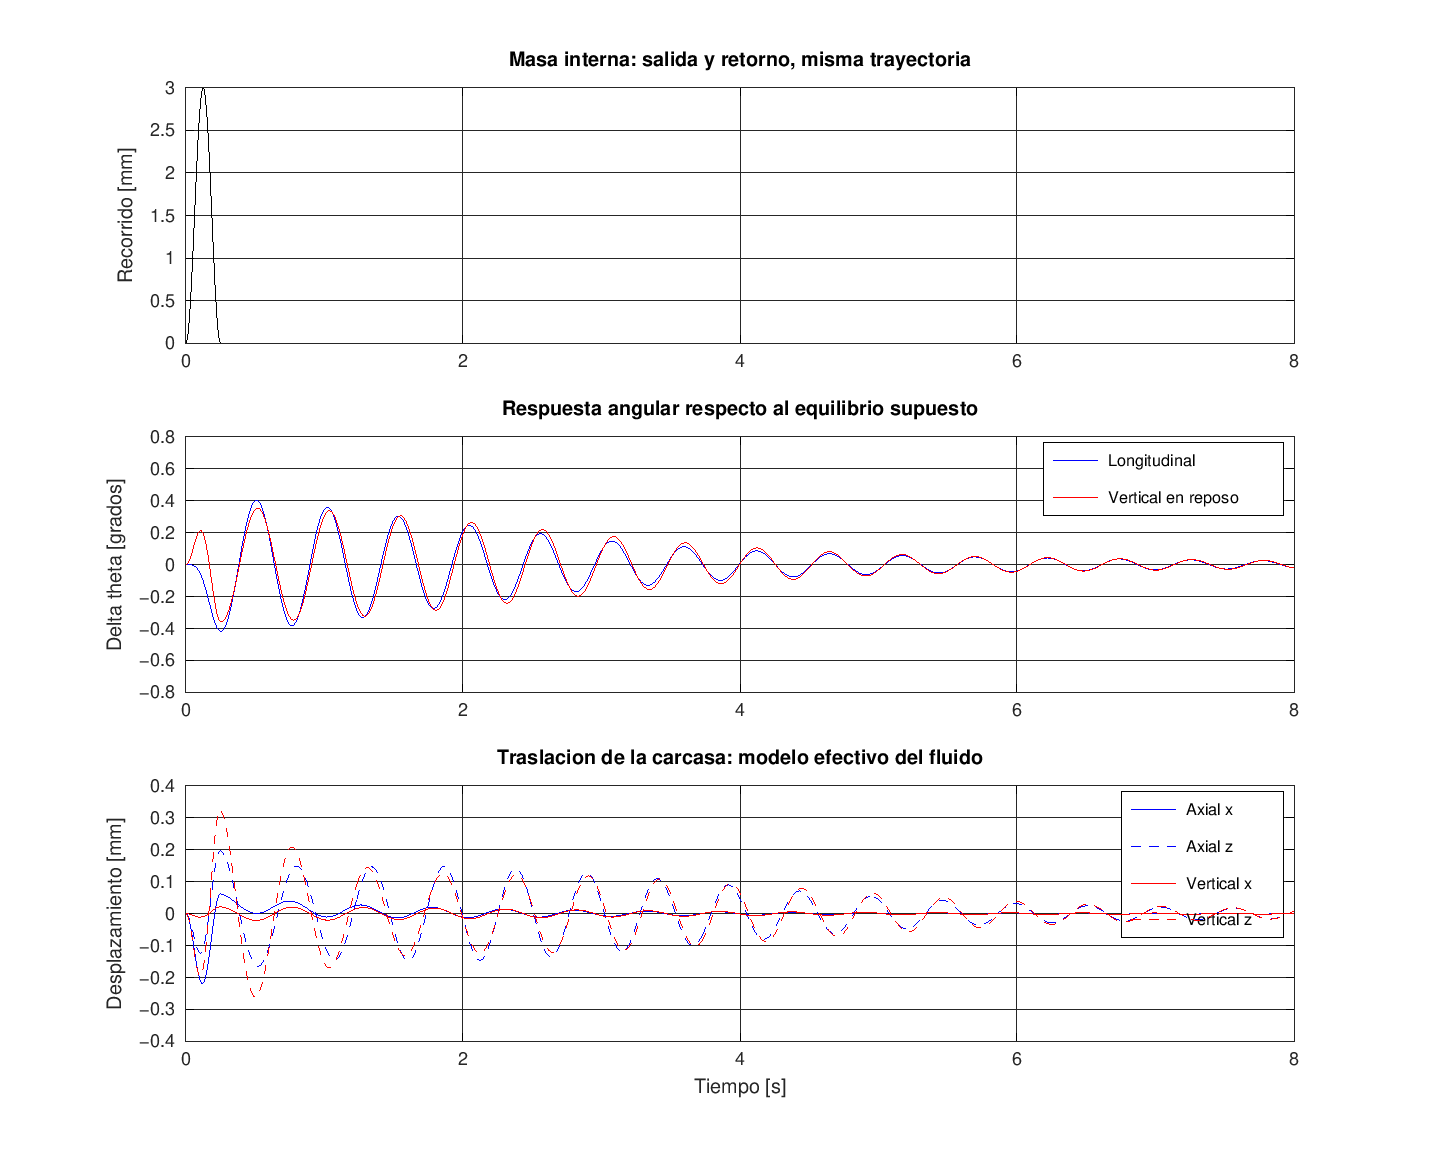 Masa interna: salida y retorno, misma trayectoria
Recorrido [mm]
3
2.5
2
1.5
1
0.5
0
0 2 4 6 8
Respuesta angular respecto al equilibrio supuesto
Delta theta [grados]
0.8
0.6
0.4
0.2
0
−0.2
−0.4
−0.6
−0.8
Longitudinal
Vertical en reposo
0 2 4 6 8
Traslacion de la carcasa: modelo efectivo del fluido
Desplazamiento [mm]
0.4
0.3
0.2
0.1
0
−0.1
−0.2
−0.3
−0.4
Axial x
Axial z
Vertical x
Vertical z
0 2 4 6 8
Tiempo [s]